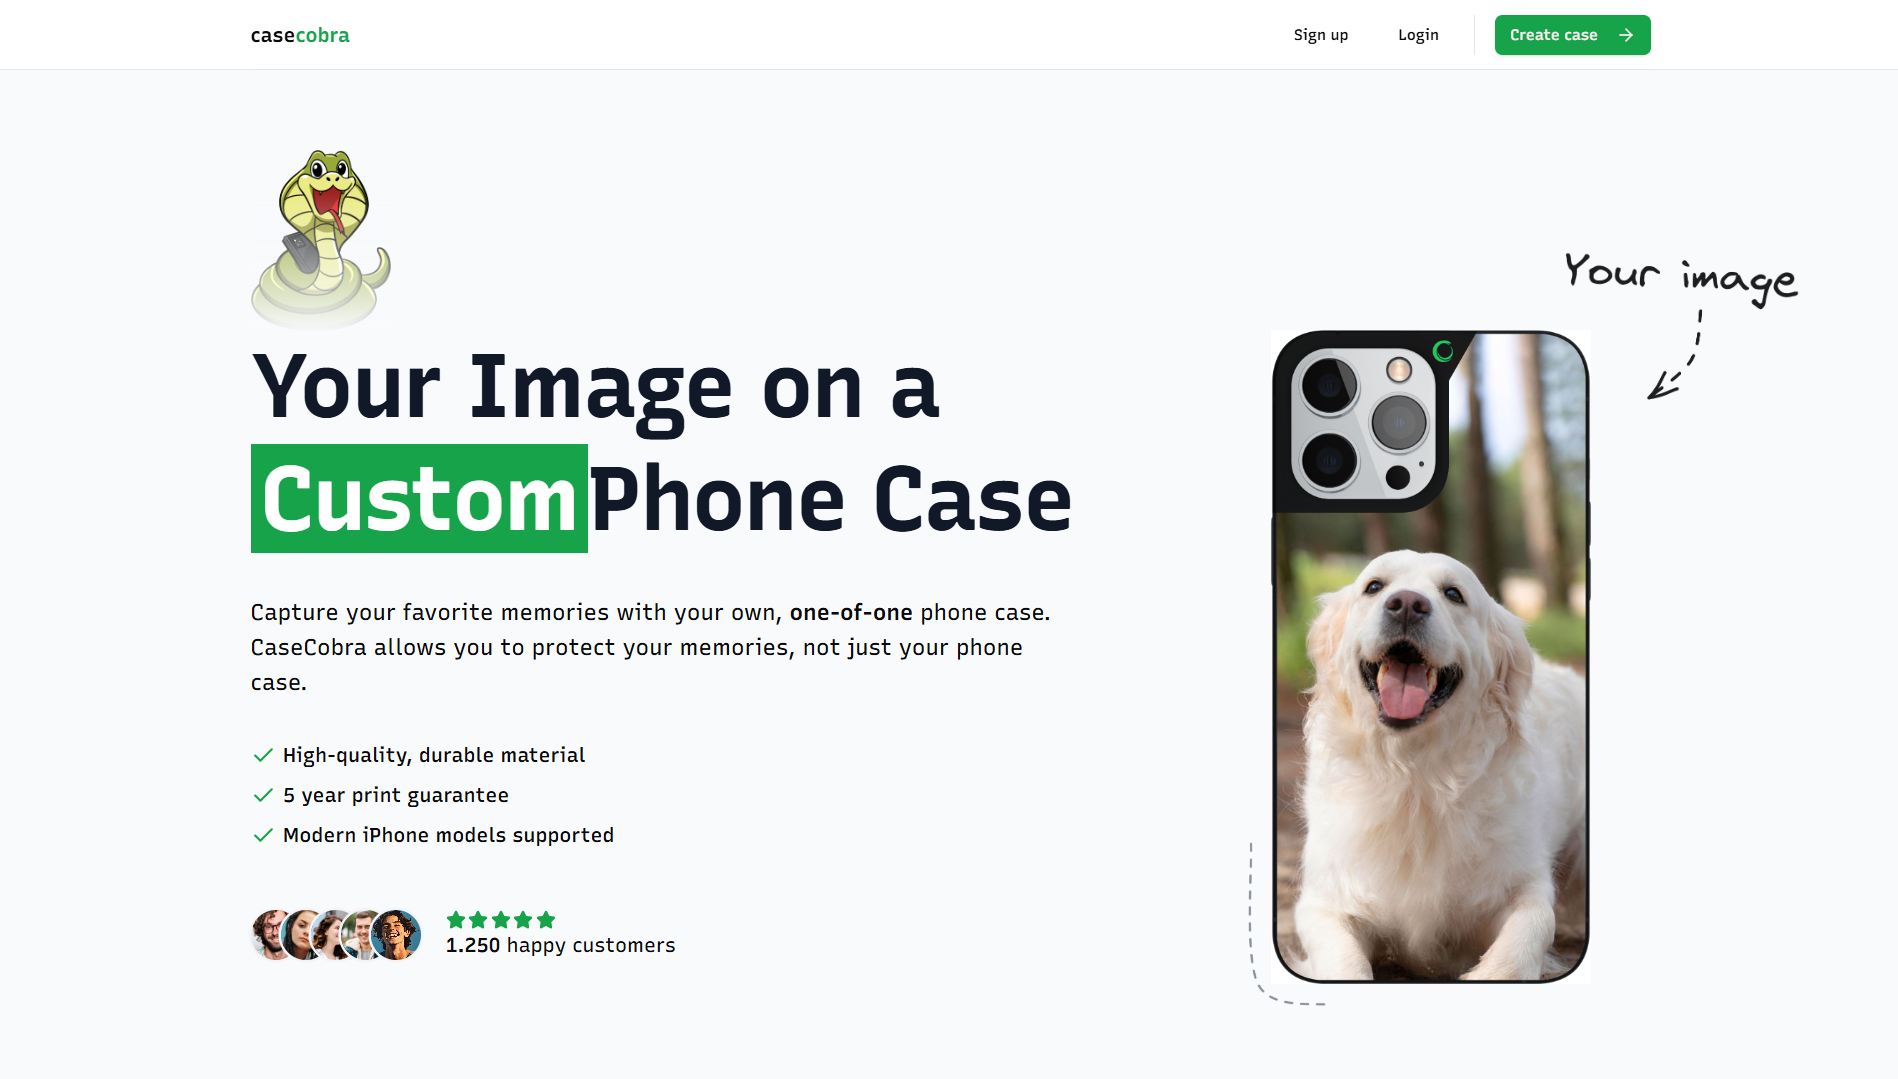 casecobra
Sign up
Login
Create case
Your image
Your Image on a
Custom Phone Case
Capture your favorite memories with your own, one-of-one phone case.
CaseCobra allows you to protect your memories, not just your phone
case.
High-quality, durable material
5 year print guarantee
Modern iPhone models supported
1.250 happy customers